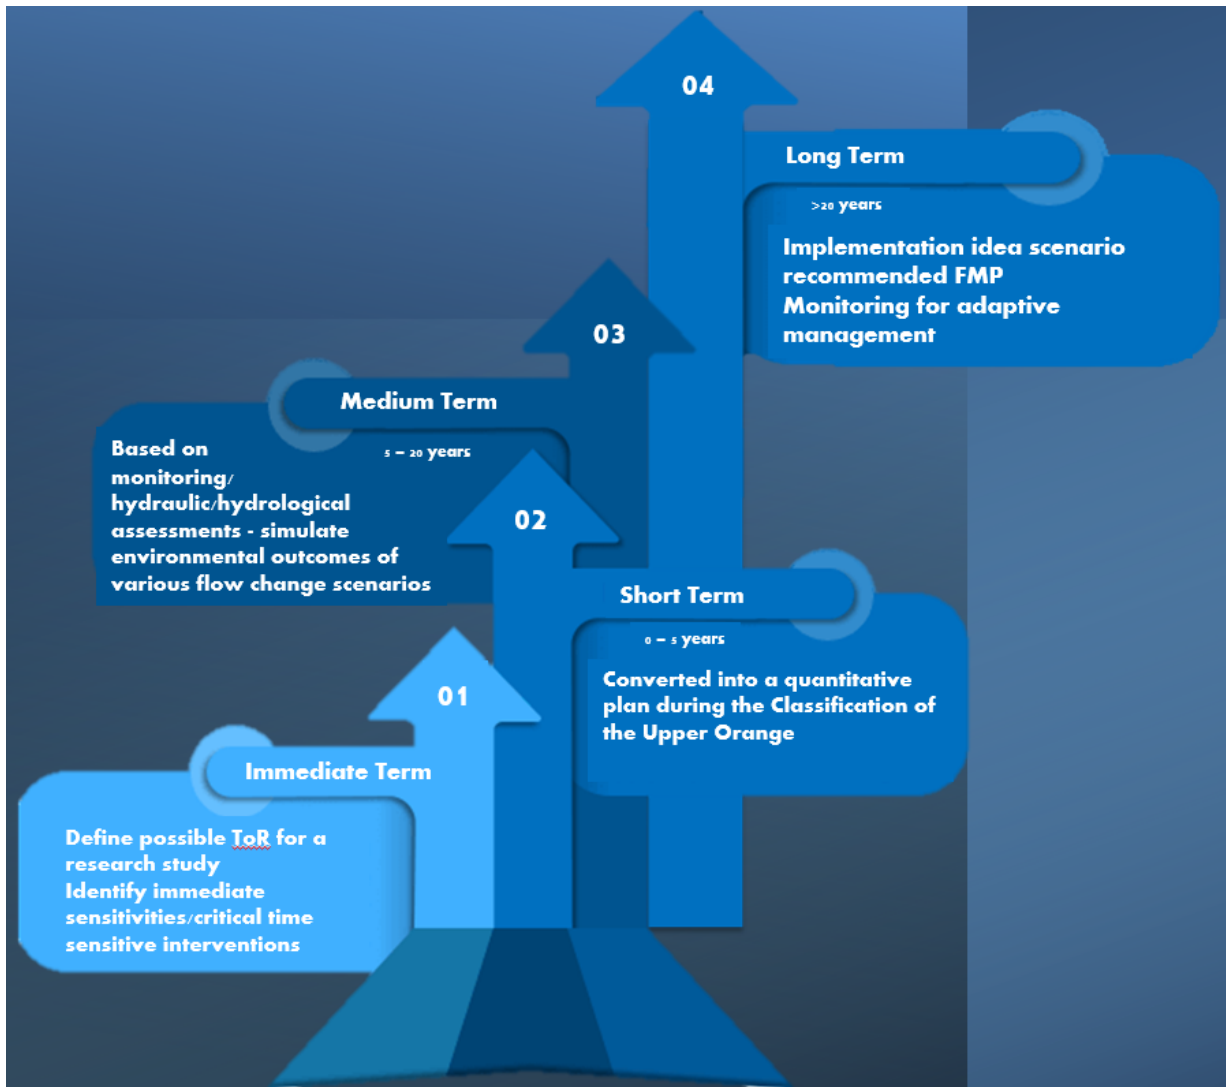 04
Long Term
>20 years
Implementation idea scenario
recommended FMP
Monitoring for adaptive
management
03
Medium Term
5 – 20 years
Based on
monitoring/
hydraulic/hydrological
assessments - simulate
environmental outcomes of
various flow change scenarios
02
Short Term
0 – 5 years
Converted into a quantitative
plan during the Classification of
the Upper Orange
01
Immediate Term
Define possible ToR for a
research study
Identify immediate
sensitivities/critical time
sensitive interventions